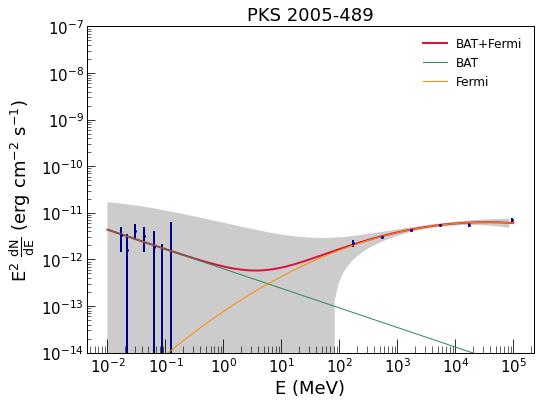 PKS 2005-489
BAT+Fermi
BAT
Fermi
E² dN/dE (erg cm⁻² s⁻¹)
10⁻⁷
10⁻⁸
10⁻⁹
10⁻¹⁰
10⁻¹¹
10⁻¹²
10⁻¹³
10⁻¹⁴
10⁻² 10⁻¹ 10⁰ 10¹ 10² 10³ 10⁴ 10⁵
E (MeV)